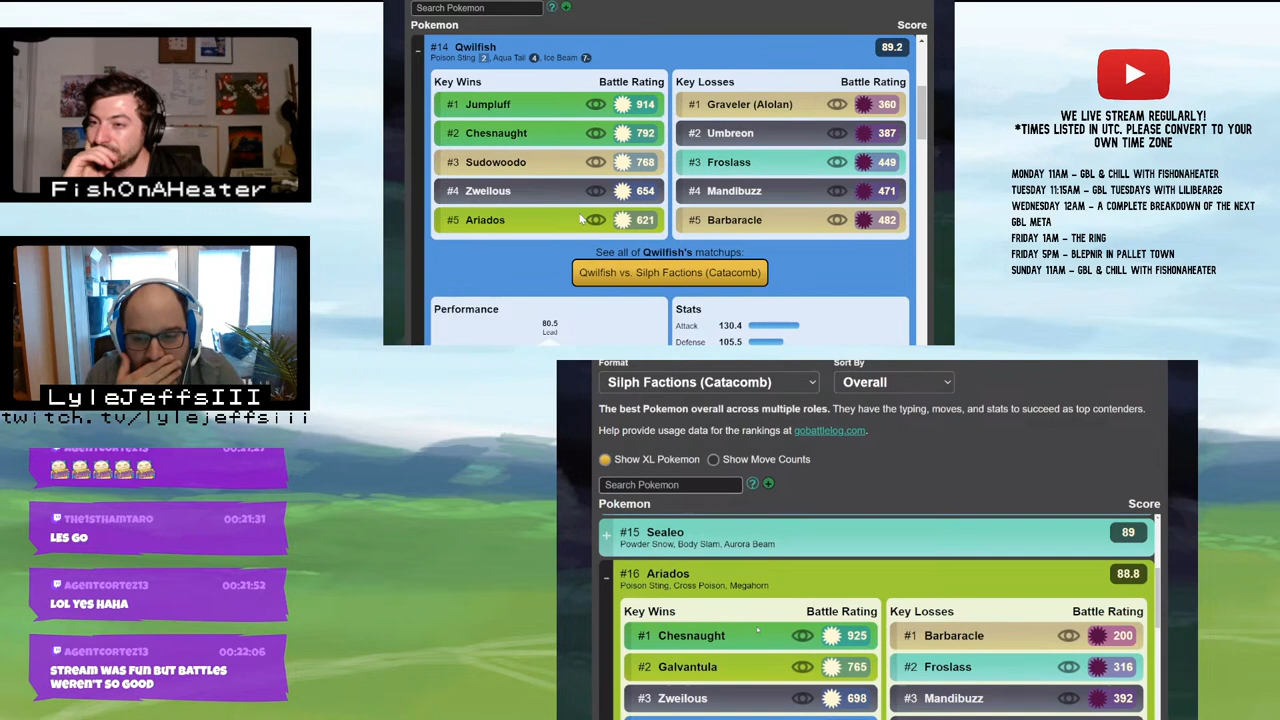 FishOnAHeater
LyleJeffsIII
twitch.tv/lylejeffsiii
00:21:27
THE1STHAMTARO 00:21:31
LES GO
AGENTCORTEZ13 00:21:52
LOL YES HAHA
AGENTCORTEZ13 00:22:06
STREAM WAS FUN BUT BATTLES
WEREN'T SO GOOD
Search Pokemon ?
Pokemon Score
- #14 Qwilfish 89.2
Poison Sting 2, Aqua Tail 4, Ice Beam 7-
Key Wins Battle Rating
#1 Jumpluff 914
#2 Chesnaught 792
#3 Sudowoodo 768
#4 Zweilous 654
#5 Ariados 621
Key Losses Battle Rating
#1 Graveler (Alolan) 360
#2 Umbreon 387
#3 Froslass 449
#4 Mandibuzz 471
#5 Barbaracle 482
See all of Qwilfish's matchups:
Qwilfish vs. Silph Factions (Catacomb)
Performance
80.5
Lead
Stats
Attack 130.4
Defense 105.5
WE LIVE STREAM REGULARLY!
*TIMES LISTED IN UTC. PLEASE CONVERT TO YOUR
OWN TIME ZONE
MONDAY 11AM - GBL & CHILL WITH FISHONAHEATER
TUESDAY 11:15AM - GBL TUESDAYS WITH LILIBEAR26
WEDNESDAY 12AM - A COMPLETE BREAKDOWN OF THE NEXT
GBL META
FRIDAY 1AM - THE RING
FRIDAY 5PM - BLEPNIR IN PALLET TOWN
SUNDAY 11AM - GBL & CHILL WITH FISHONAHEATER
Format Sort By
Silph Factions (Catacomb) Overall
The best Pokemon overall across multiple roles. They have the typing, moves, and stats to succeed as top contenders.
Help provide usage data for the rankings at gobattlelog.com.
Show XL Pokemon Show Move Counts
Search Pokemon ?
Pokemon Score
+ #15 Sealeo 89
Powder Snow, Body Slam, Aurora Beam
- #16 Ariados 88.8
Poison Sting, Cross Poison, Megahorn
Key Wins Battle Rating
#1 Chesnaught 925
#2 Galvantula 765
#3 Zweilous 698
Key Losses Battle Rating
#1 Barbaracle 200
#2 Froslass 316
#3 Mandibuzz 392